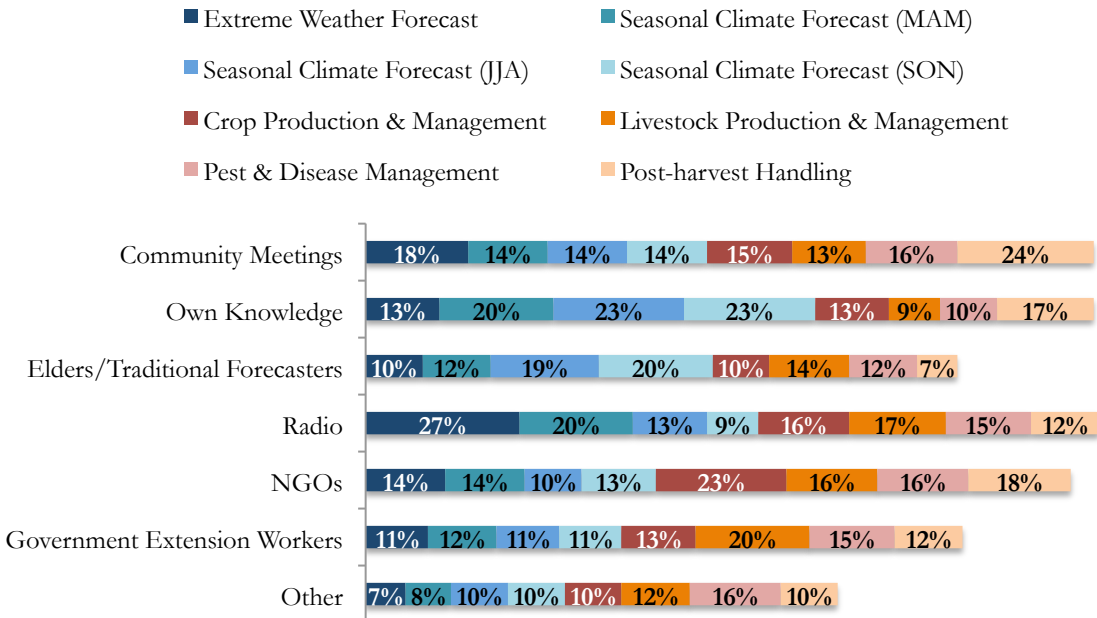 Extreme Weather Forecast Seasonal Climate Forecast (MAM)
Seasonal Climate Forecast (JJA) Seasonal Climate Forecast (SON)
Crop Production & Management Livestock Production & Management
Pest & Disease Management Post-harvest Handling
Community Meetings 18% 14% 14% 14% 15% 13% 16% 24%
Own Knowledge 13% 20% 23% 23% 13% 9% 10% 17%
Elders/Traditional Forecasters 10% 12% 19% 20% 10% 14% 12% 7%
Radio 27% 20% 13% 9% 16% 17% 15% 12%
NGOs 14% 14% 10% 13% 23% 16% 16% 18%
Government Extension Workers 11% 12% 11% 11% 13% 20% 15% 12%
Other 7% 8% 10% 10% 10% 12% 16% 10%